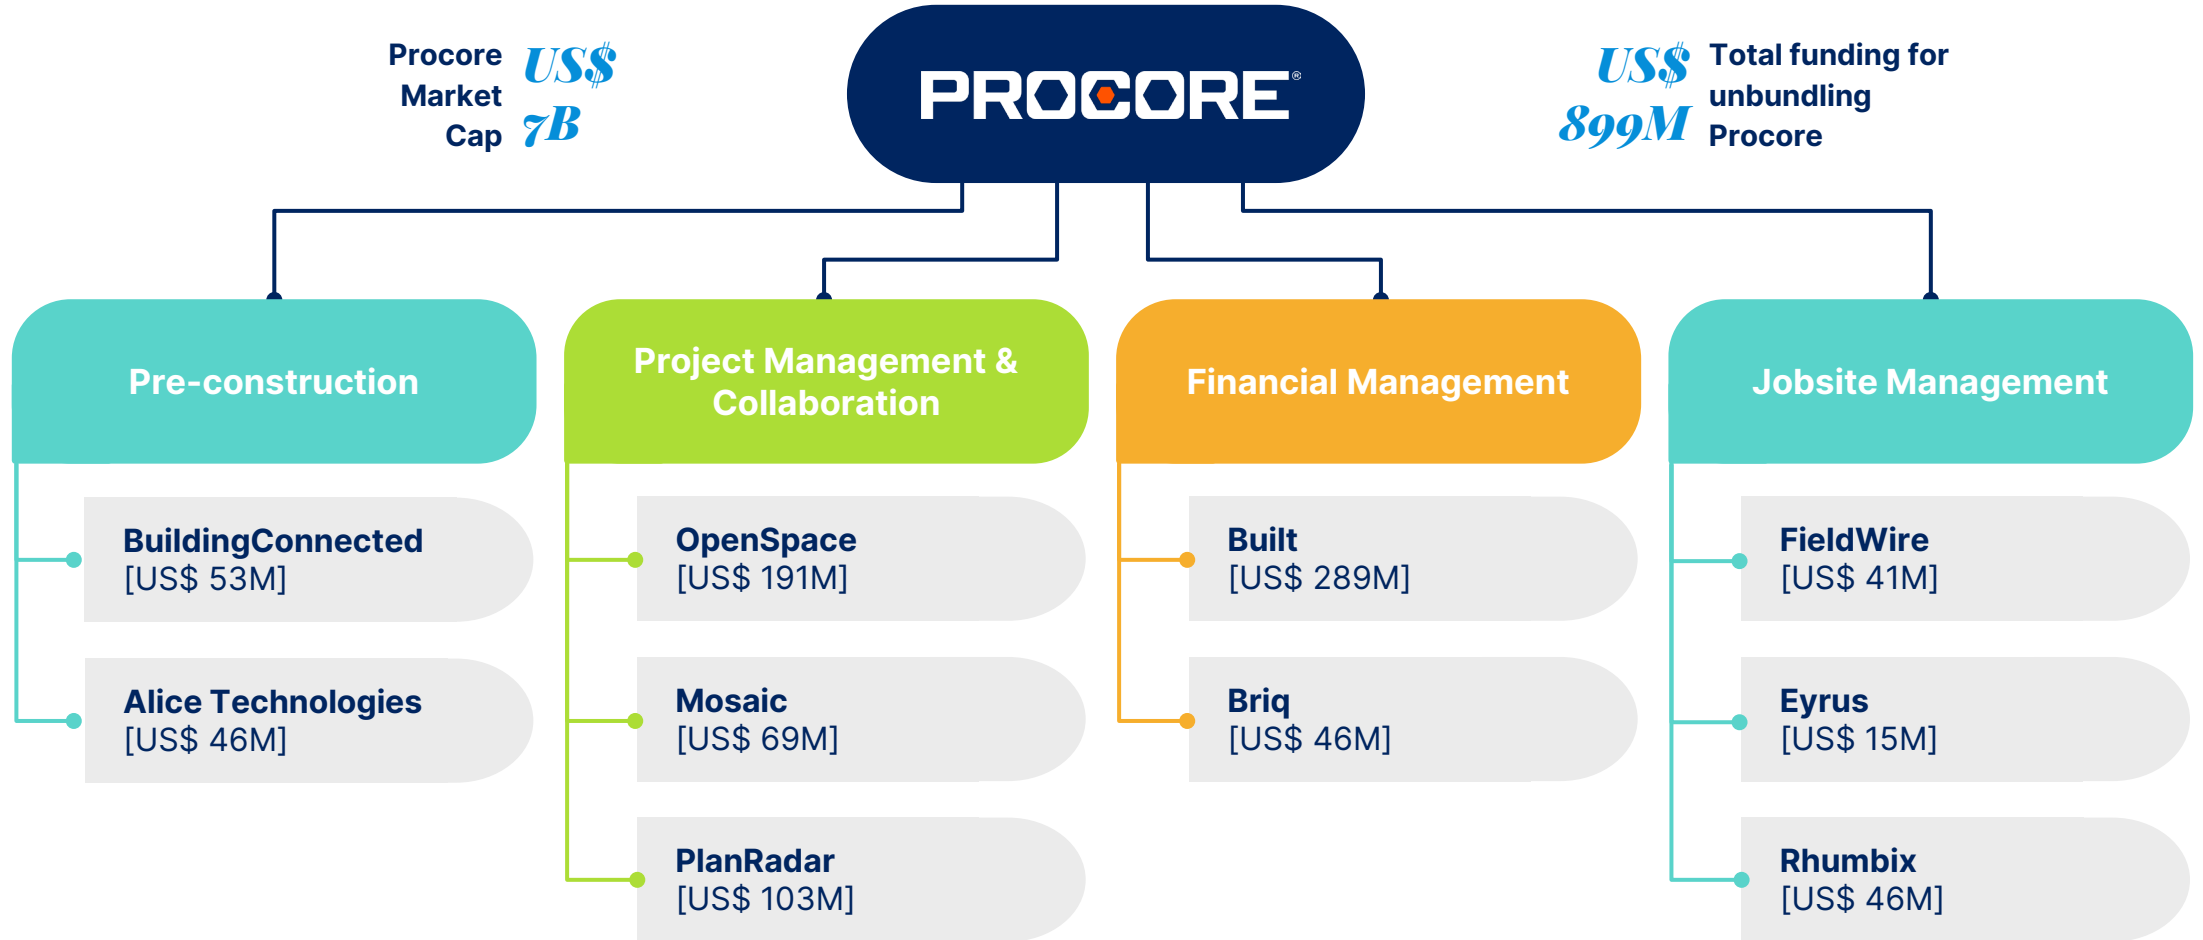 Procore
Market
Cap
US$
7B
PROCORE®
US$
899M
Total funding for
unbundling
Procore
Pre-construction
BuildingConnected
[US$ 53M]
Alice Technologies
[US$ 46M]
Project Management &
Collaboration
OpenSpace
[US$ 191M]
Mosaic
[US$ 69M]
PlanRadar
[US$ 103M]
Financial Management
Built
[US$ 289M]
Briq
[US$ 46M]
Jobsite Management
FieldWire
[US$ 41M]
Eyrus
[US$ 15M]
Rhumbix
[US$ 46M]